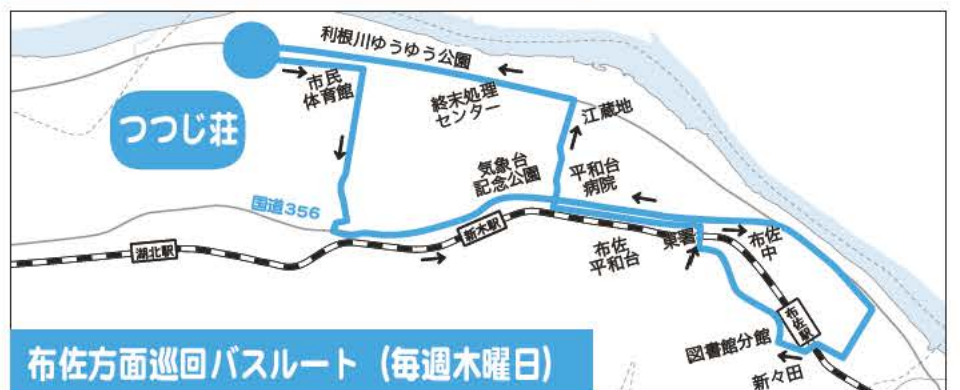 利根川ゆうゆう公園
市民
体育館
終末処理
センター
江蔵地
つつじ荘
気象台
記念公園
平和台
病院
国道356
新木駅
湖北駅
布佐
平和台
東署
布佐
中
布佐駅
図書館分館
新々田
布佐方面巡回バスルート（毎週木曜日）